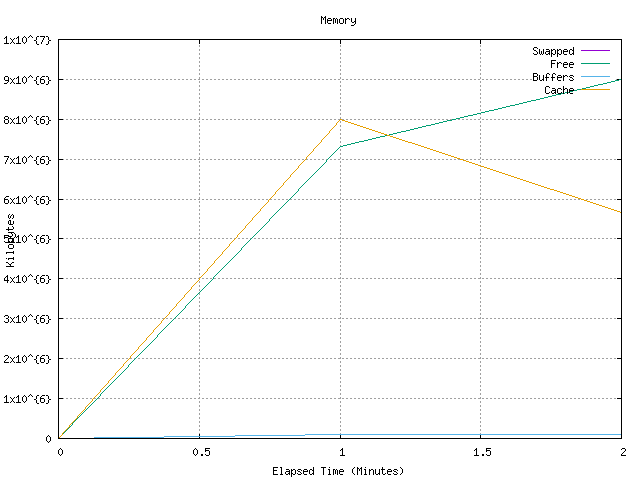 Memory
1x10^{7}
9x10^{6}
8x10^{6}
7x10^{6}
6x10^{6}
5x10^{6}
4x10^{6}
3x10^{6}
2x10^{6}
1x10^{6}
0
Kilobytes
Swapped
Free
Buffers
Cache
0
0.5
1
1.5
2
Elapsed Time (Minutes)